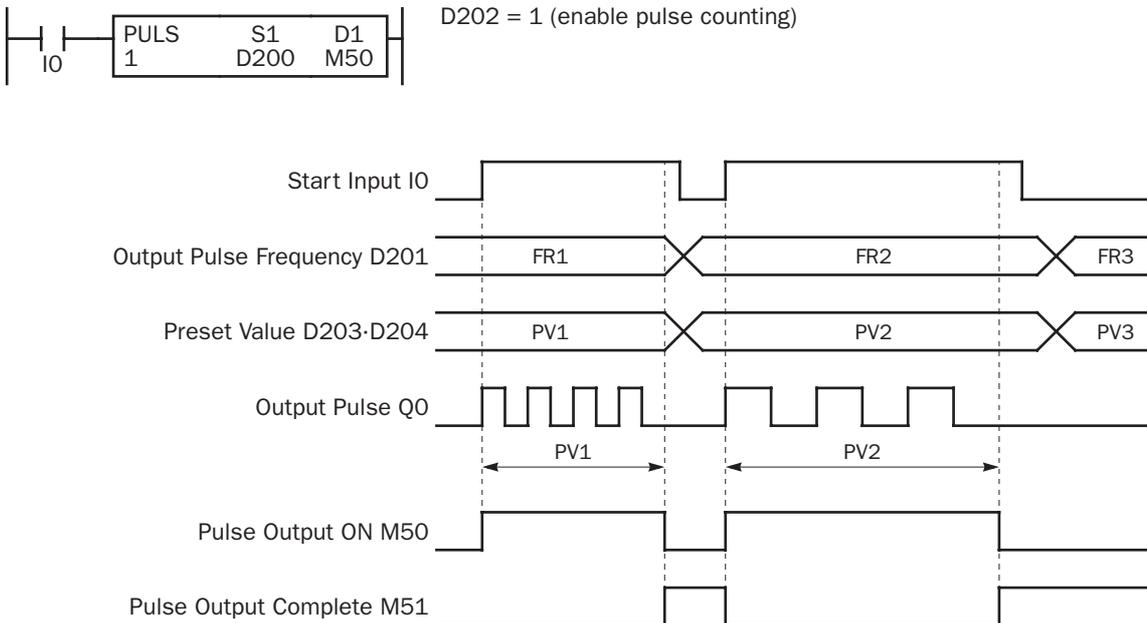 D202 = 1 (enable pulse counting)
PULS S1 D1
1 D200 M50
I0
Start Input I0
Output Pulse Frequency D201 FR1 FR2 FR3
Preset Value D203·D204 PV1 PV2 PV3
Output Pulse Q0
PV1 PV2
Pulse Output ON M50
Pulse Output Complete M51